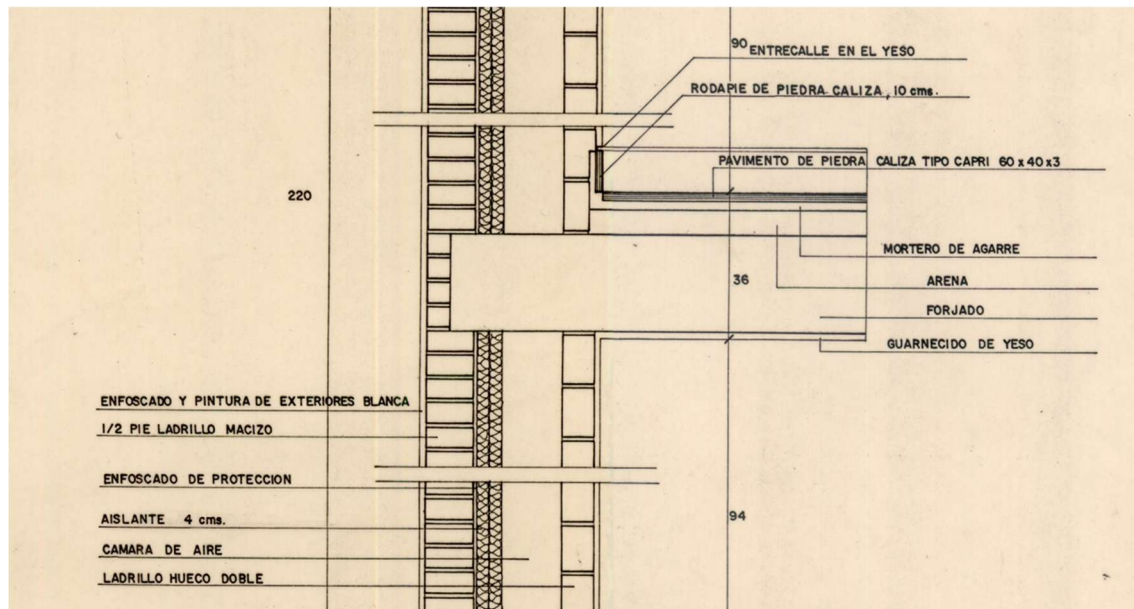 90
ENTRECALLE EN EL YESO
RODAPIE DE PIEDRA CALIZA, 10 cms.
PAVIMENTO DE PIEDRA CALIZA TIPO CAPRI 60 x 40 x 3
220
MORTERO DE AGARRE
36
ARENA
FORJADO
GUARNECIDO DE YESO
ENFOSCADO Y PINTURA DE EXTERIORES BLANCA
1/2 PIE LADRILLO MACIZO
ENFOSCADO DE PROTECCION
AISLANTE 4 cms.
94
CAMARA DE AIRE
LADRILLO HUECO DOBLE